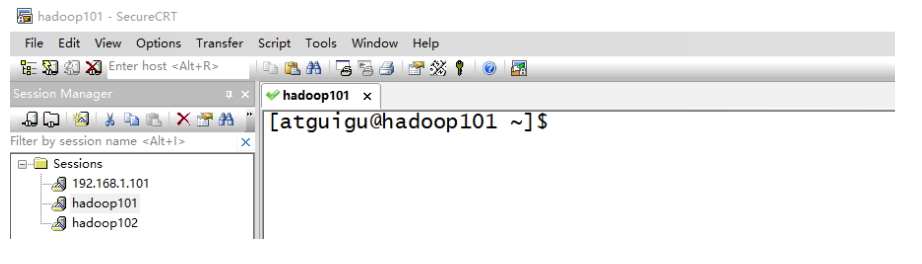 hadoop101 - SecureCRT
File Edit View Options Transfer Script Tools Window Help
Enter host <Alt+R>
Session Manager
hadoop101 x
[atguigu@hadoop101 ~]$
Filter by session name <Alt+I>
Sessions
192.168.1.101
hadoop101
hadoop102